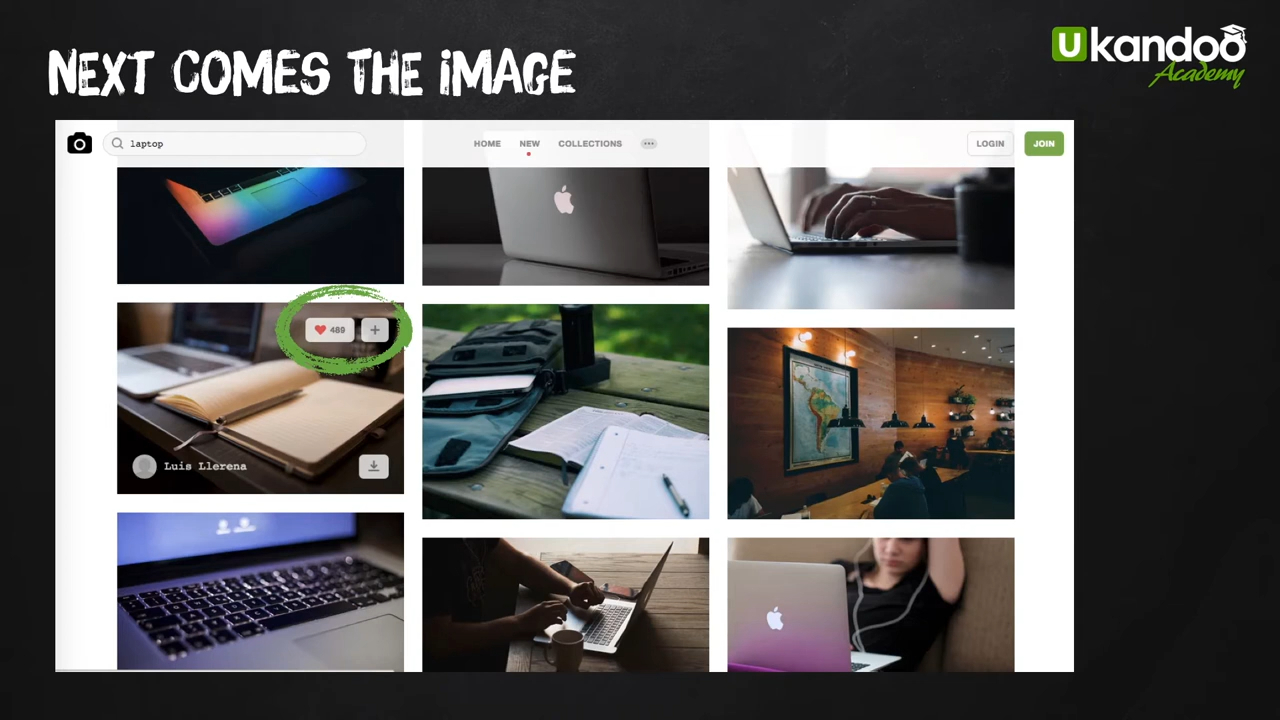 NEXT COMES THE iMAGE
Ukandoo
Academy
laptop
HOME NEW COLLECTIONS
LOGIN JOIN
489
Luis Llerena